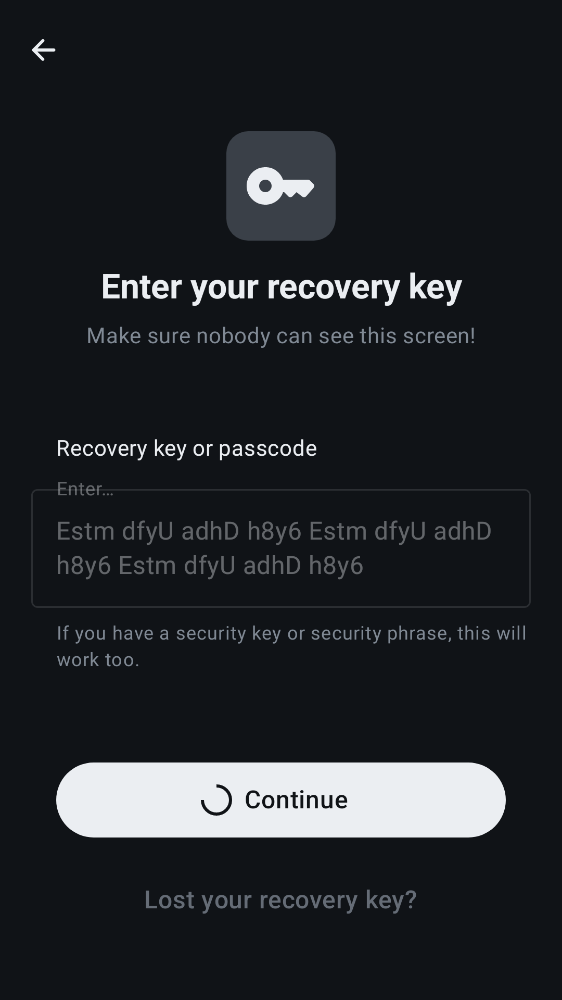 Enter your recovery key
Make sure nobody can see this screen!
Recovery key or passcode
Enter…
Estm dfyU adhD h8y6 Estm dfyU adhD
h8y6 Estm dfyU adhD h8y6
If you have a security key or security phrase, this will
work too.
Continue
Lost your recovery key?